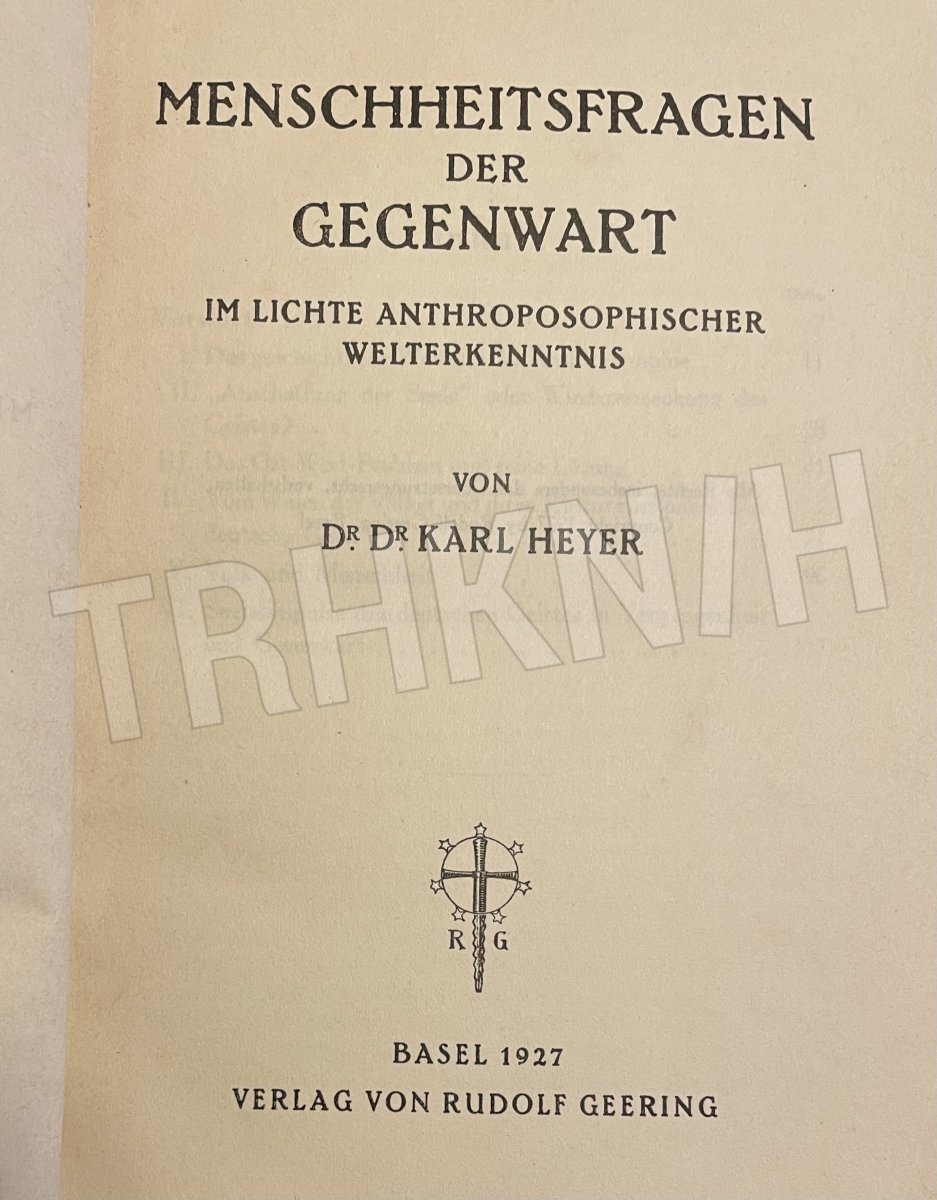 MENSCHHEITSFRAGEN
DER
GEGENWART
IM LICHTE ANTHROPOSOPHISCHER
WELTERKENNTNIS
VON
DR. DR. KARL HEYER
TRHKN/H
R G
BASEL 1927
VERLAG VON RUDOLF GEERING